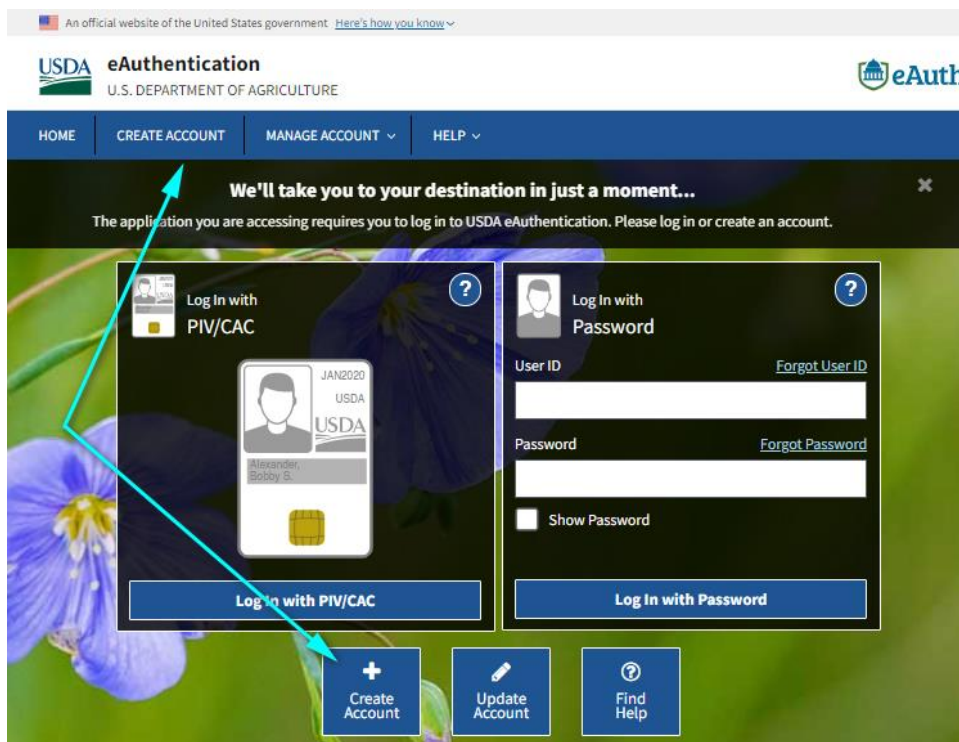 An official website of the United States government Here's how you know
USDA eAuthentication
U.S. DEPARTMENT OF AGRICULTURE
eAuth
HOME CREATE ACCOUNT MANAGE ACCOUNT HELP
We'll take you to your destination in just a moment...
The application you are accessing requires you to log in to USDA eAuthentication. Please log in or create an account.
Log In with
PIV/CAC
?
JAN2020
USDA
USDA
Alexander,
Bobby S.
Log In with PIV/CAC
Log In with
Password
?
User ID Forgot User ID
Password Forgot Password
Show Password
Log In with Password
Create
Account
Update
Account
?
Find
Help